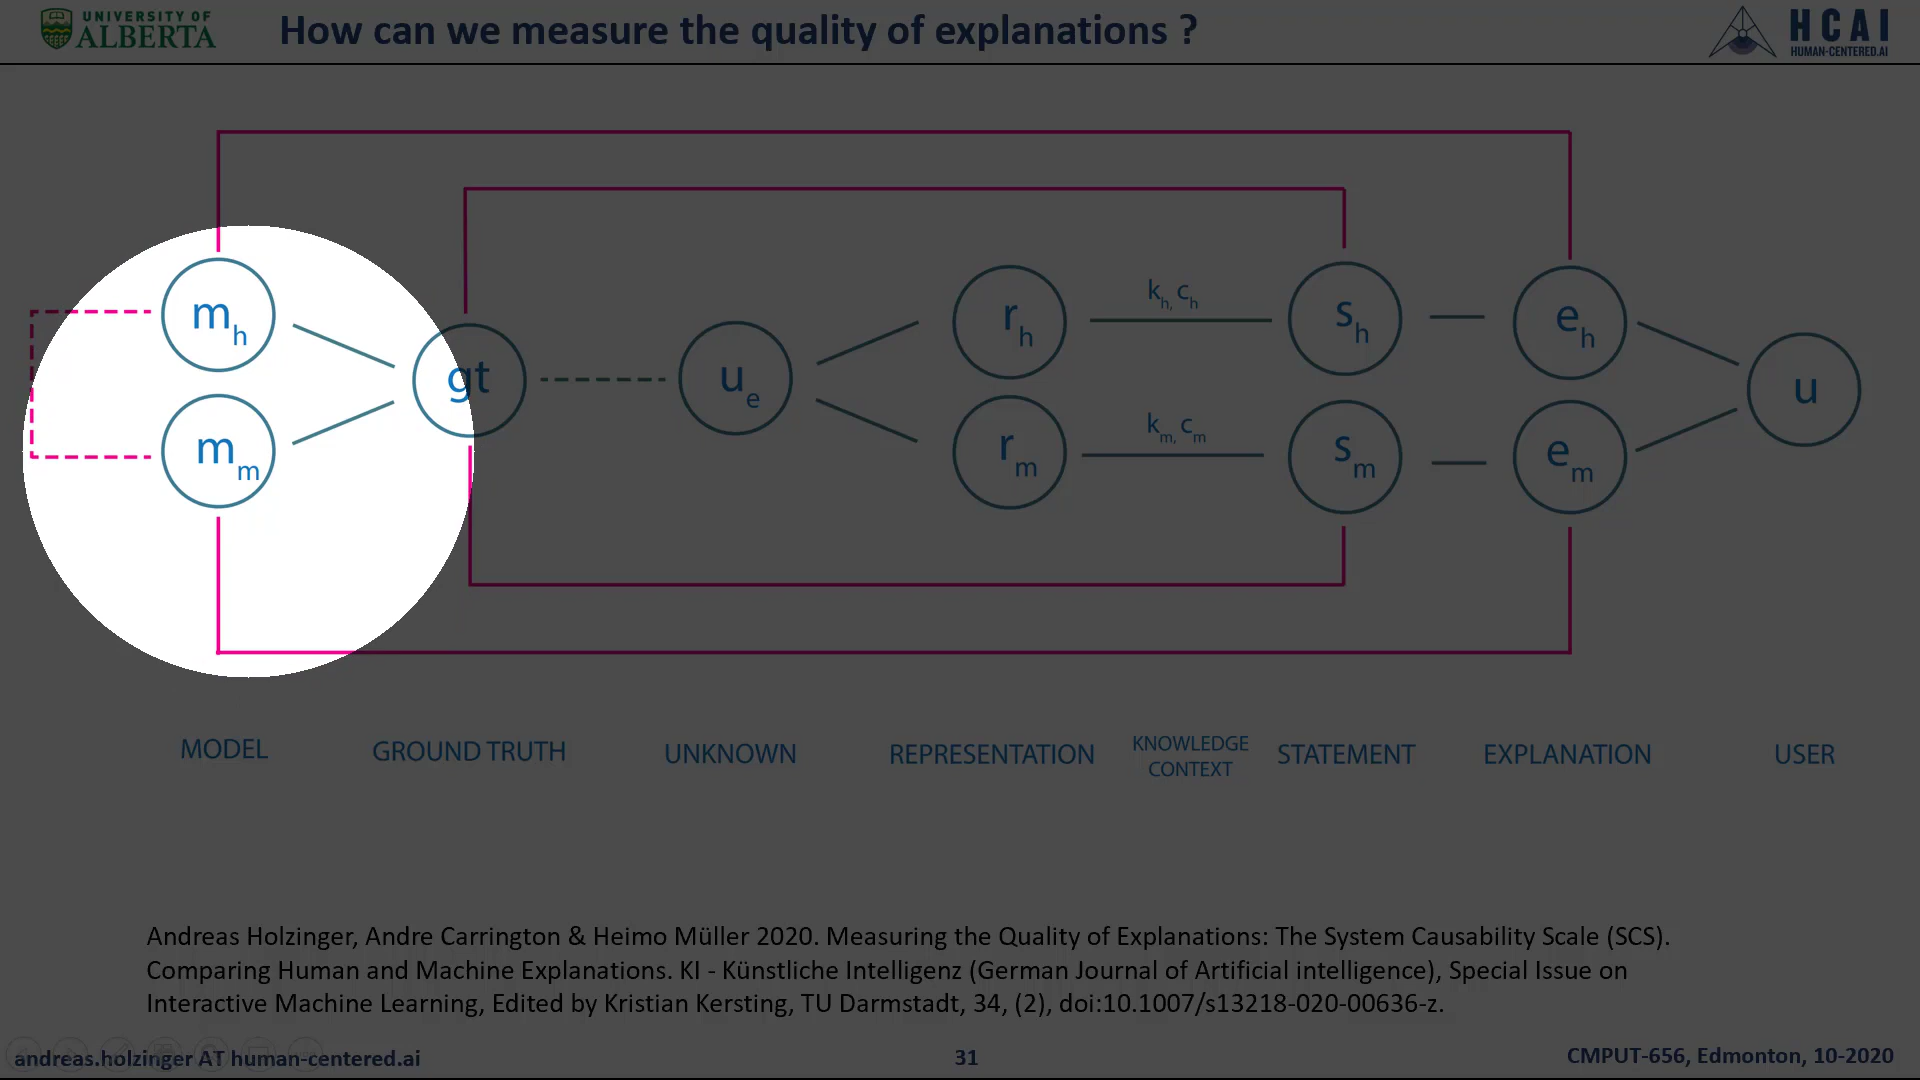 UNIVERSITY OF
ALBERTA
How can we measure the quality of explanations ?
HCAI
HUMAN-CENTERED.AI
mh
mm
gt
ue
rh
rm
kh, ch
km, cm
sh
sm
eh
em
u
MODEL
GROUND TRUTH
UNKNOWN
REPRESENTATION
KNOWLEDGE
CONTEXT
STATEMENT
EXPLANATION
USER
Andreas Holzinger, Andre Carrington & Heimo Müller 2020. Measuring the Quality of Explanations: The System Causability Scale (SCS).
Comparing Human and Machine Explanations. KI - Künstliche Intelligenz (German Journal of Artificial intelligence), Special Issue on
Interactive Machine Learning, Edited by Kristian Kersting, TU Darmstadt, 34, (2), doi:10.1007/s13218-020-00636-z.
andreas.holzinger AT human-centered.ai
31
CMPUT-656, Edmonton, 10-2020